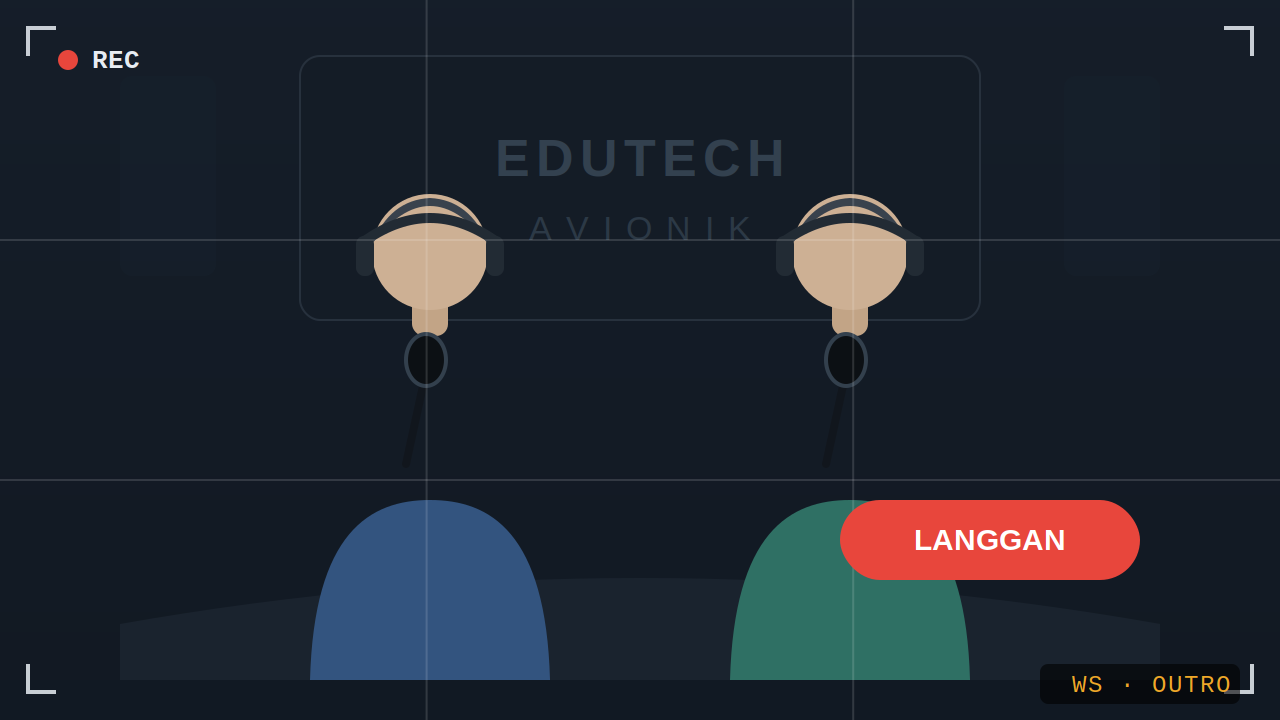 REC
EDUTECH
AVIONIK
LANGGAN
WS · OUTRO